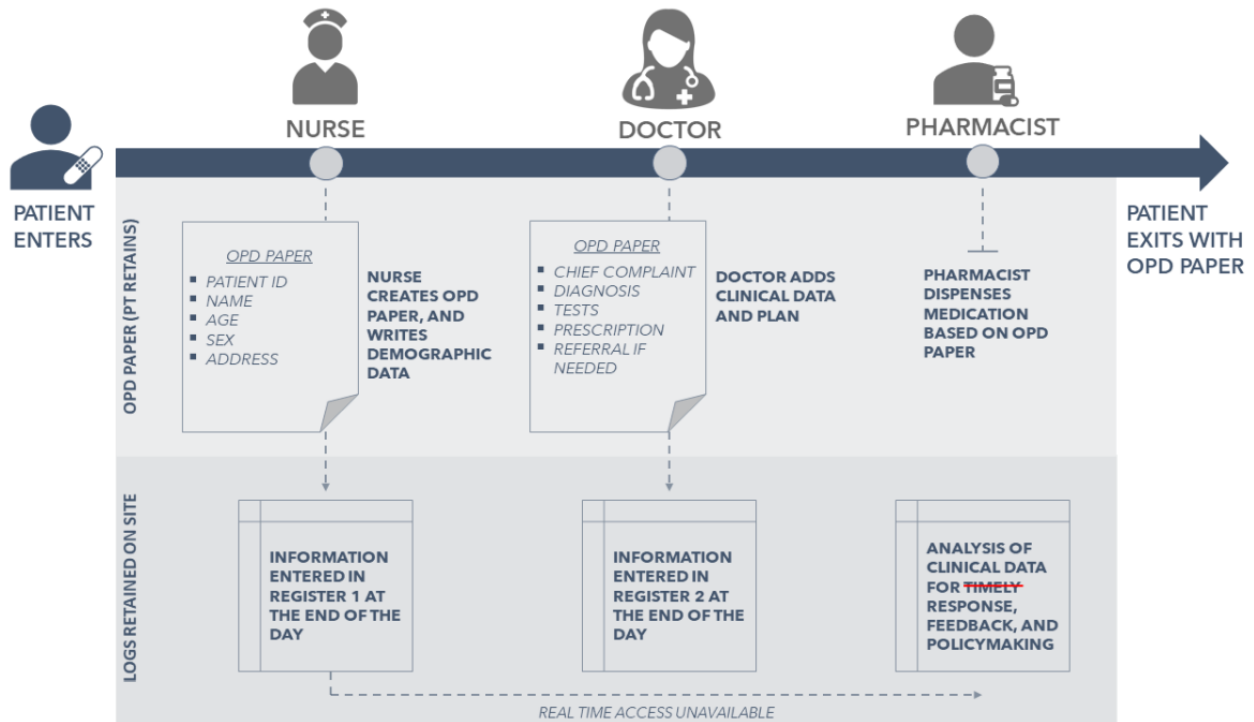 NURSE
DOCTOR
PHARMACIST
PATIENT
ENTERS
PATIENT
EXITS WITH
OPD PAPER
OPD PAPER (PT RETAINS)
OPD PAPER
▪ PATIENT ID
▪ NAME
▪ AGE
▪ SEX
▪ ADDRESS
NURSE
CREATES OPD
PAPER, AND
WRITES
DEMOGRAPHIC
DATA
OPD PAPER
▪ CHIEF COMPLAINT
▪ DIAGNOSIS
▪ TESTS
▪ PRESCRIPTION
▪ REFERRAL IF
NEEDED
DOCTOR ADDS
CLINICAL DATA
AND PLAN
PHARMACIST
DISPENSES
MEDICATION
BASED ON OPD
PAPER
LOGS RETAINED ON SITE
INFORMATION
ENTERED IN
REGISTER 1 AT
THE END OF THE
DAY
INFORMATION
ENTERED IN
REGISTER 2 AT
THE END OF THE
DAY
ANALYSIS OF
CLINICAL DATA
FOR TIMELY
RESPONSE,
FEEDBACK, AND
POLICYMAKING
REAL TIME ACCESS UNAVAILABLE